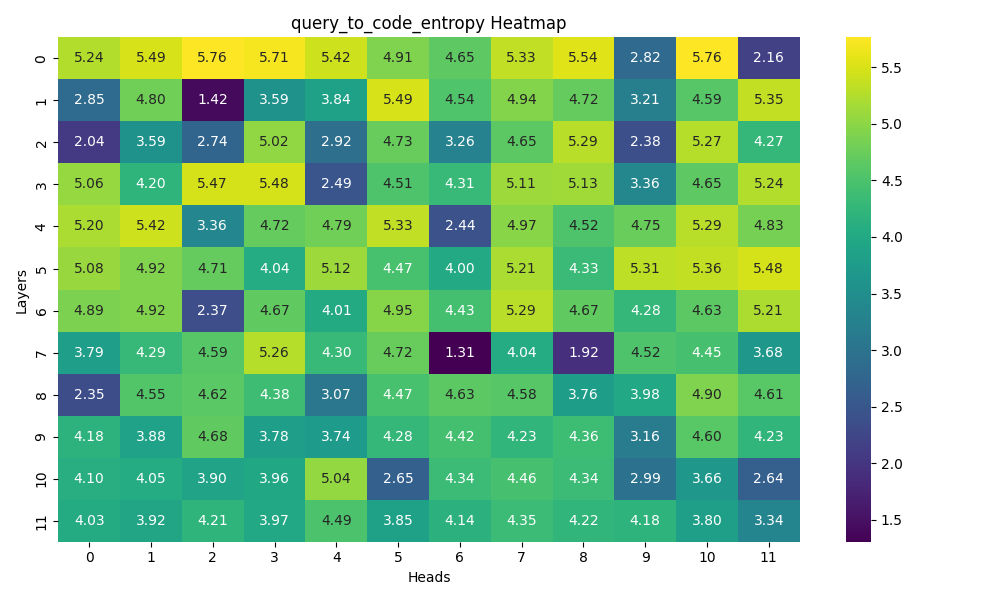 query_to_code_entropy Heatmap
0 5.24 5.49 5.76 5.71 5.42 4.91 4.65 5.33 5.54 2.82 5.76 2.16
1 2.85 4.80 1.42 3.59 3.84 5.49 4.54 4.94 4.72 3.21 4.59 5.35
2 2.04 3.59 2.74 5.02 2.92 4.73 3.26 4.65 5.29 2.38 5.27 4.27
3 5.06 4.20 5.47 5.48 2.49 4.51 4.31 5.11 5.13 3.36 4.65 5.24
4 5.20 5.42 3.36 4.72 4.79 5.33 2.44 4.97 4.52 4.75 5.29 4.83
5 5.08 4.92 4.71 4.04 5.12 4.47 4.00 5.21 4.33 5.31 5.36 5.48
6 4.89 4.92 2.37 4.67 4.01 4.95 4.43 5.29 4.67 4.28 4.63 5.21
7 3.79 4.29 4.59 5.26 4.30 4.72 1.31 4.04 1.92 4.52 4.45 3.68
8 2.35 4.55 4.62 4.38 3.07 4.47 4.63 4.58 3.76 3.98 4.90 4.61
9 4.18 3.88 4.68 3.78 3.74 4.28 4.42 4.23 4.36 3.16 4.60 4.23
10 4.10 4.05 3.90 3.96 5.04 2.65 4.34 4.46 4.34 2.99 3.66 2.64
11 4.03 3.92 4.21 3.97 4.49 3.85 4.14 4.35 4.22 4.18 3.80 3.34
0 1 2 3 4 5 6 7 8 9 10 11
Heads
Layers
5.5
5.0
4.5
4.0
3.5
3.0
2.5
2.0
1.5